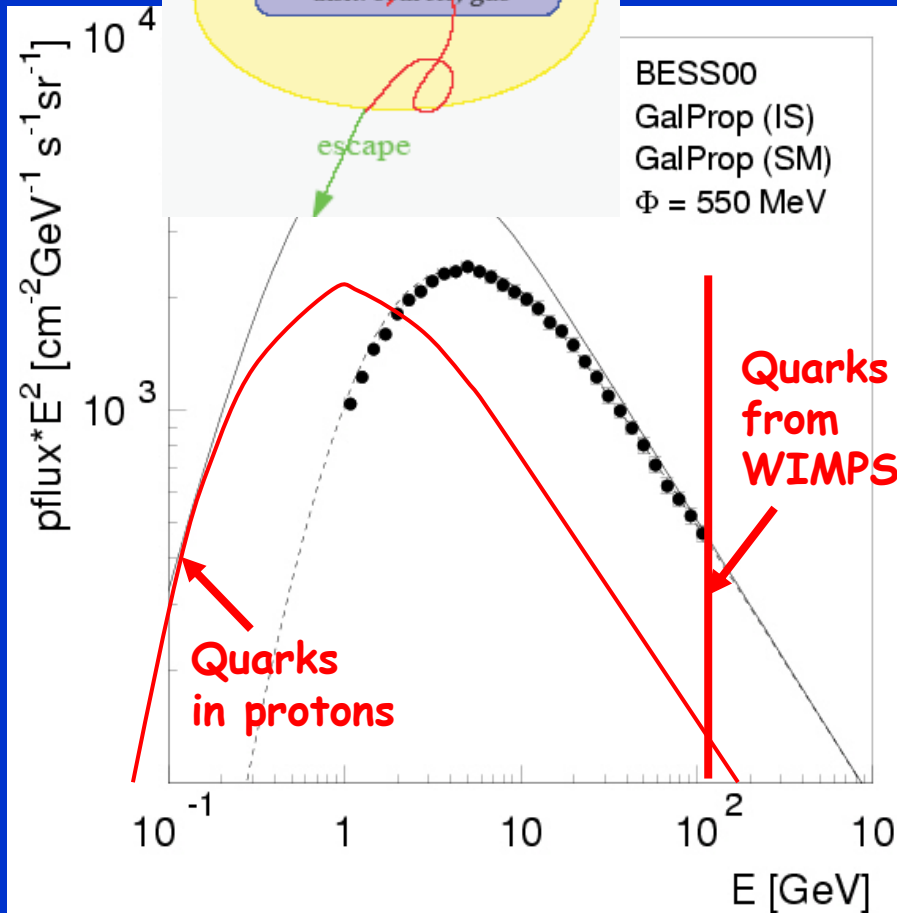 escape
BESS00
GalProp (IS)
GalProp (SM)
Φ = 550 MeV
pflux*E² [cm⁻²GeV⁻¹ s⁻¹sr⁻¹]
10⁴
10³
Quarks
from
WIMPS
Quarks
in protons
10⁻¹
1
10
10²
10
E [GeV]